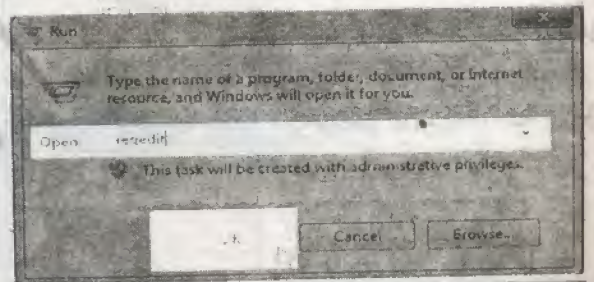 Run
Type the name of a program, folder, document, or Internet
resource, and Windows will open it for you.
Open regedit
This task will be created with administrative privileges.
Cancel Browse...